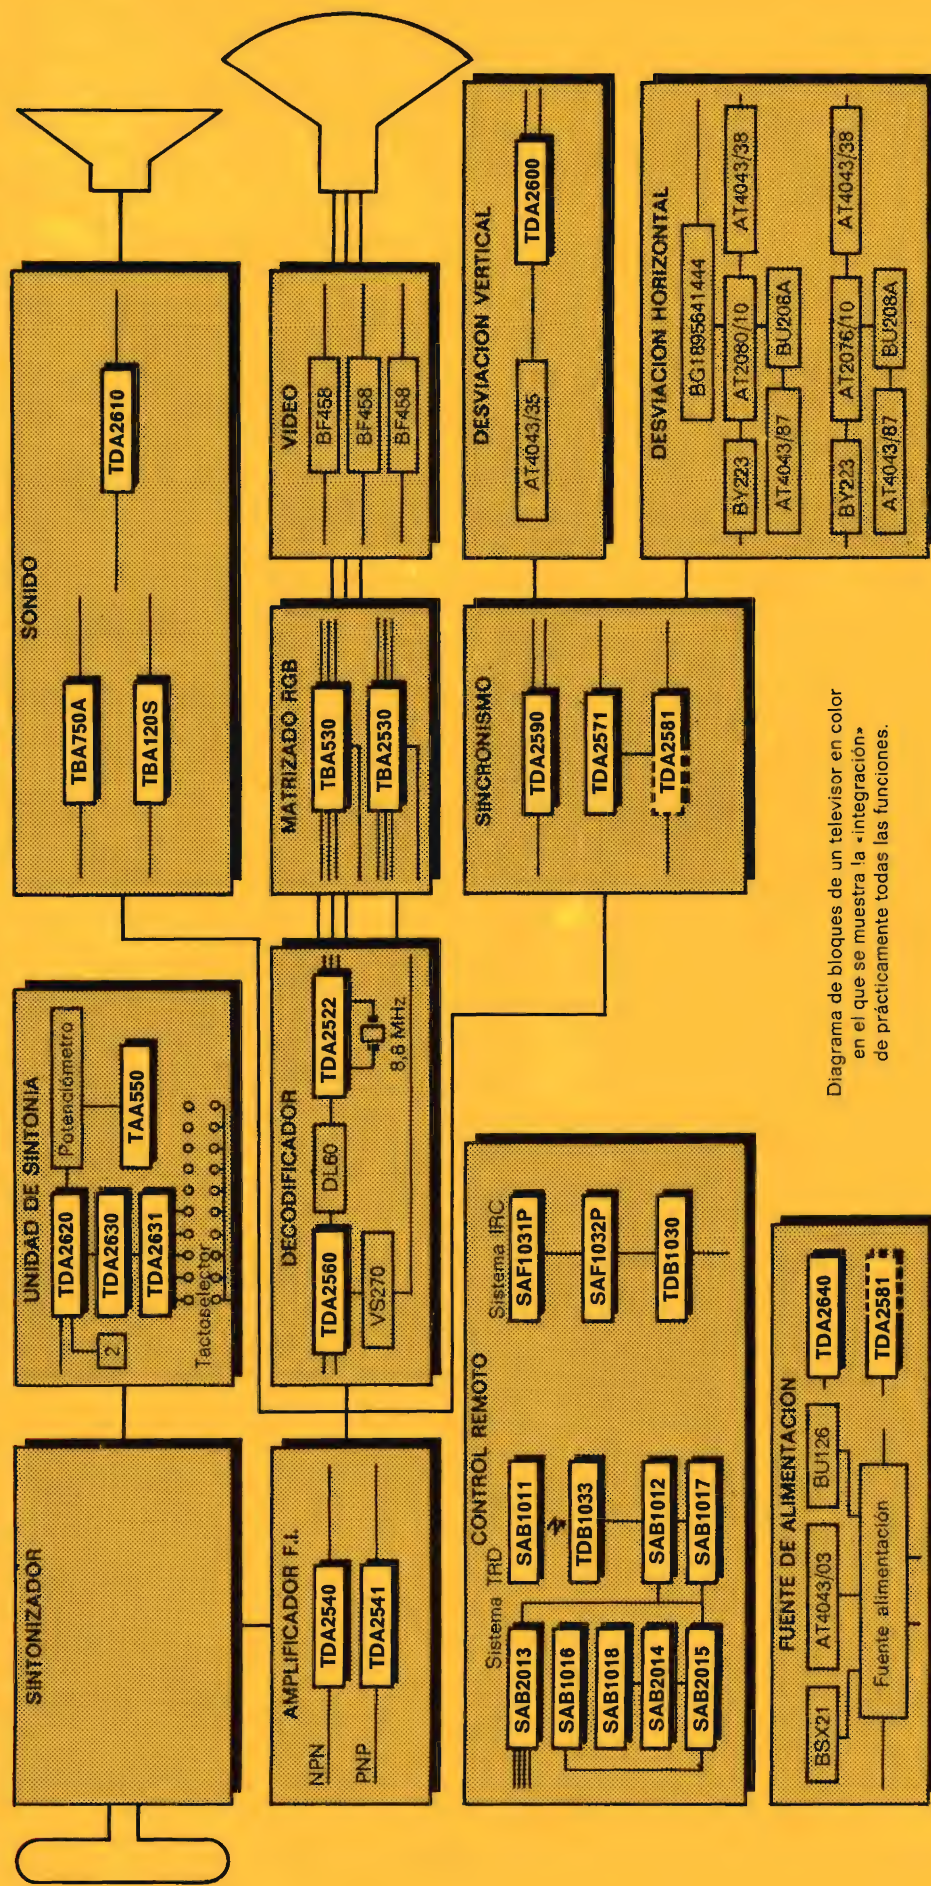 SINTONIZADOR
UNIDAD DE SINTONIA
TDA2620
Potenciómetro
2
TDA2630
TAA550
TDA2631
Tactoselector
SONIDO
TBA750A
TDA2610
TBA120S
AMPLIFICADOR F.I.
NPN
TDA2540
PNP
TDA2541
DECODIFICADOR
TDA2560
DL60
TDA2522
VS270
8,8 MHz
MATRIZADO RGB
TBA530
TBA2530
VIDEO
BF458
BF458
BF458
CONTROL REMOTO
Sistema TRD
Sistema IRC
SAB2013
SAB1011
SAF1031P
SAB1016
TDB1033
SAF1032P
SAB1018
SAB2014
SAB1012
TDB1030
SAB2015
SAB1017
SINCRONISMO
TDA2590
TDA2571
TDA2581
DESVIACION VERTICAL
AT4043/35
TDA2600
FUENTE DE ALIMENTACION
BSX21
AT4043/03
BU126
TDA2640
Fuente alimentación
TDA2581
DESVIACION HORIZONTAL
BG1895641444
BY223
AT2080/10
AT4043/38
AT4043/87
BU208A
BY223
AT2076/10
AT4043/38
AT4043/87
BU208A
Diagrama de bloques de un televisor en color
en el que se muestra la «integración»
de prácticamente todas las funciones.